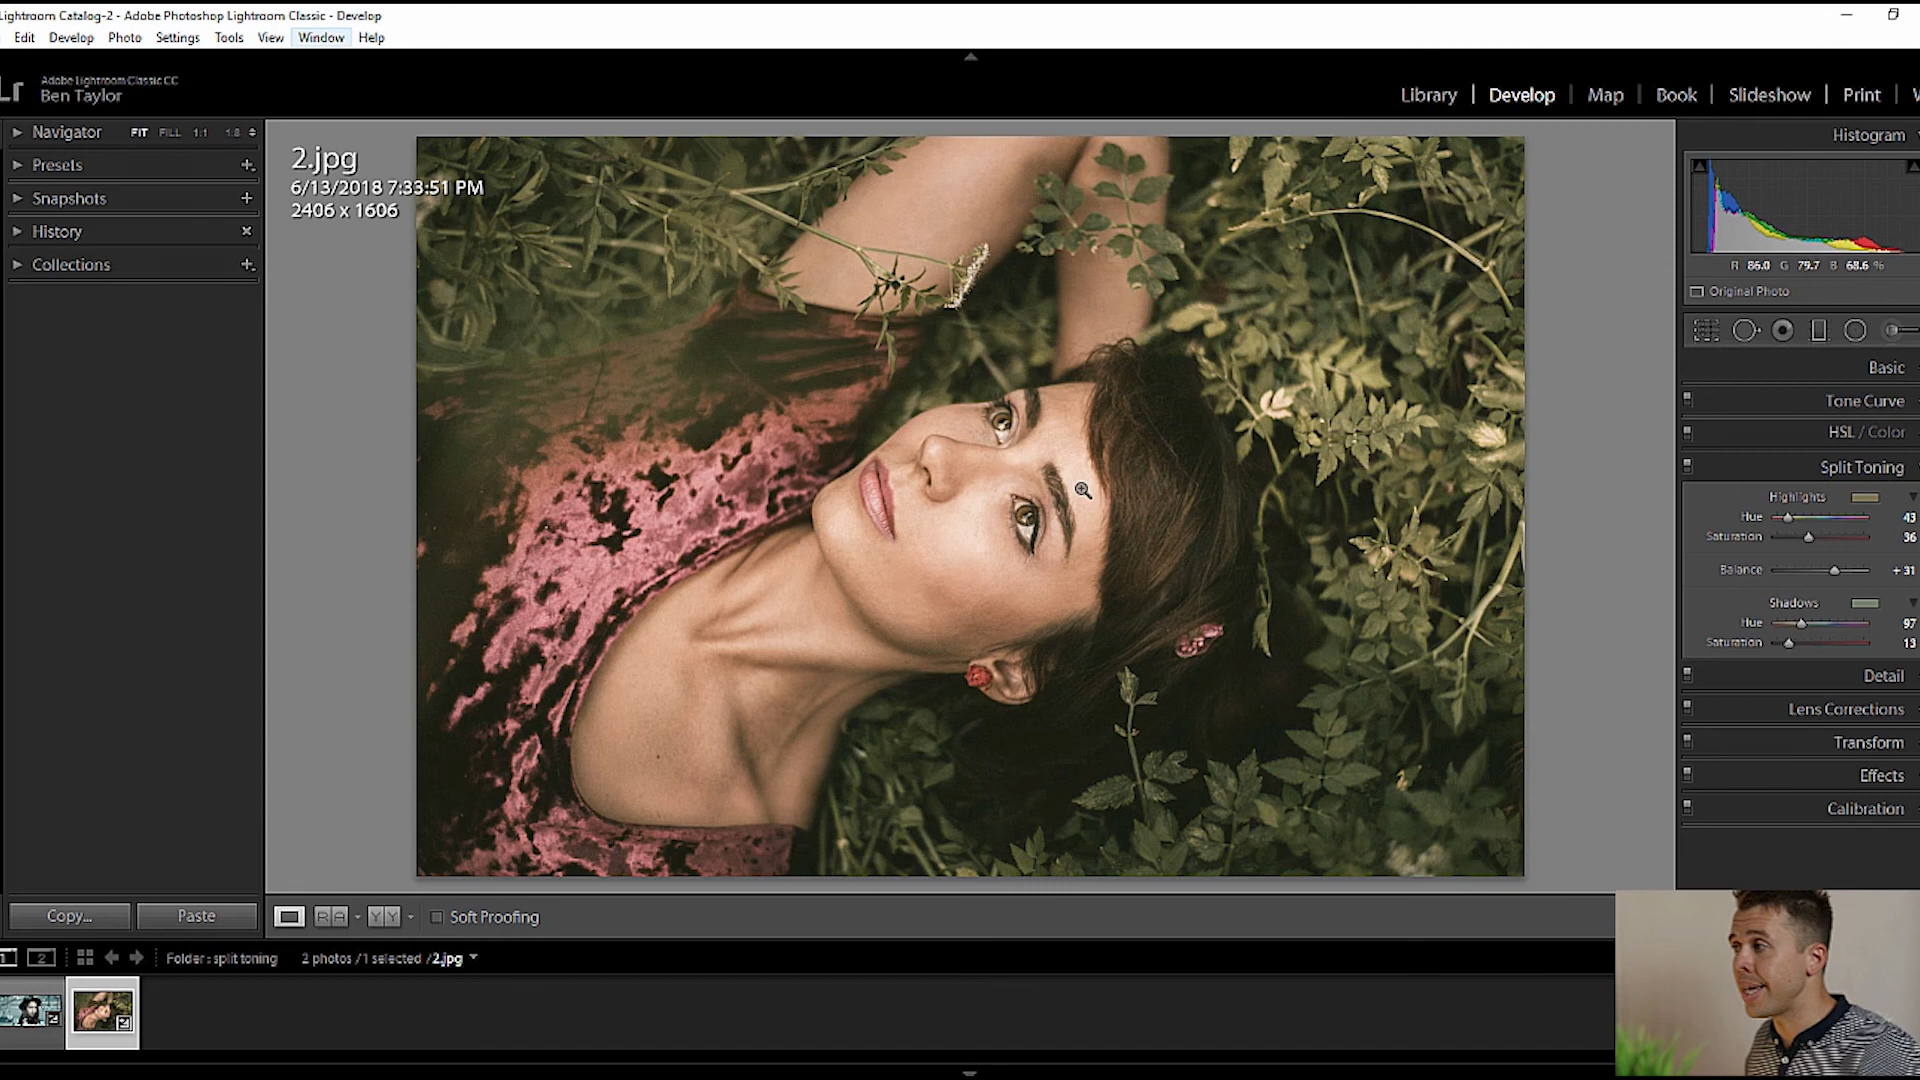 Lightroom Catalog-2 - Adobe Photoshop Lightroom Classic - Develop
Edit Develop Photo Settings Tools View Window Help
Lr
Adobe Lightroom Classic CC
Ben Taylor
Library | Develop | Map | Book | Slideshow | Print |
Navigator FIT FILL 1:1 1:8
Presets
Snapshots
History
Collections
2.jpg
6/13/2018 7:33:51 PM
2406 x 1606
Histogram
R 86.0 G 79.7 B 68.6 %
Original Photo
Basic
Tone Curve
HSL / Color
Split Toning
Highlights
Hue 43
Saturation 36
Balance + 31
Shadows
Hue 97
Saturation 13
Detail
Lens Corrections
Transform
Effects
Calibration
Copy... Paste
R A Y Y Soft Proofing
1 2 Folder : split toning 2 photos / 1 selected / 2.jpg